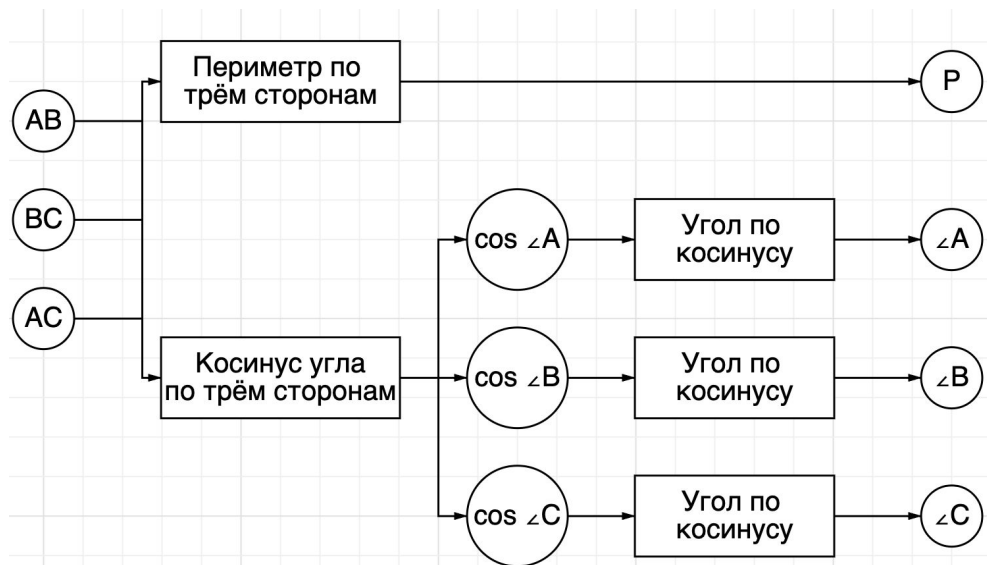 Периметр по
трём сторонам
P
AB
BC
AC
cos ∠A
Угол по
косинусу
∠A
Косинус угла
по трём сторонам
cos ∠B
Угол по
косинусу
∠B
cos ∠C
Угол по
косинусу
∠C